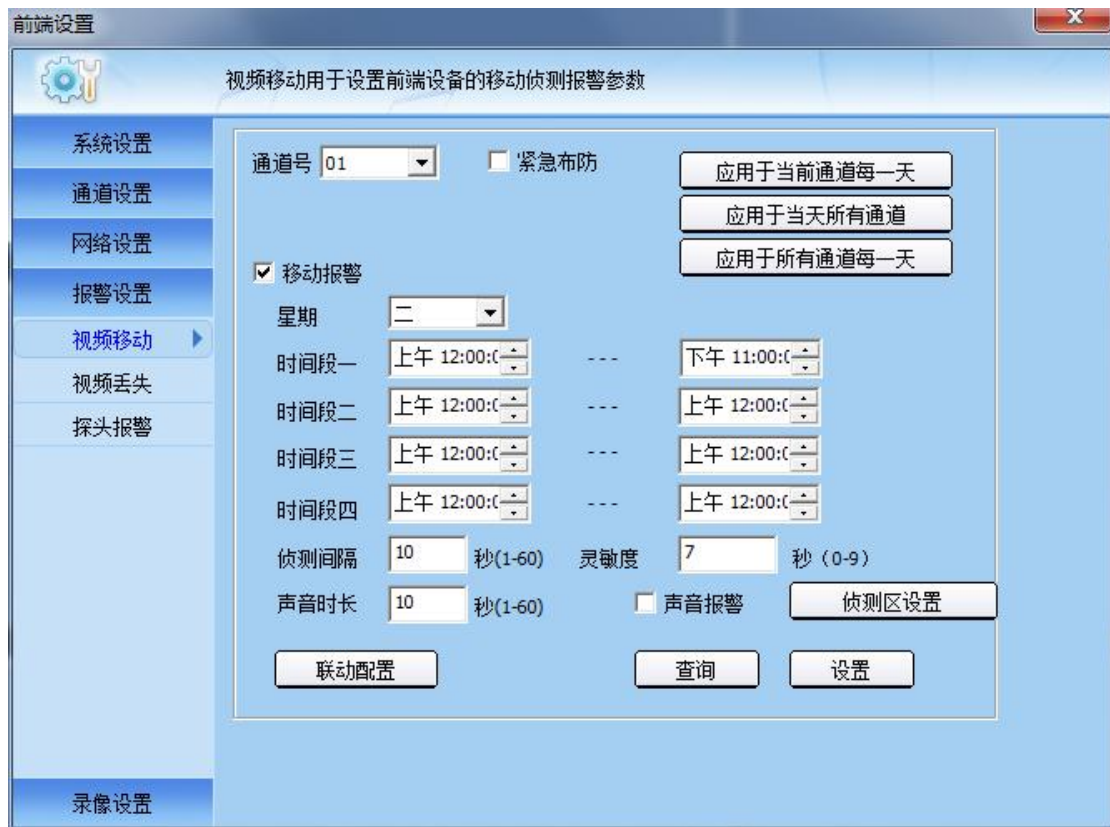 前端设置
视频移动用于设置前端设备的移动侦测报警参数
系统设置
通道设置
网络设置
报警设置
视频移动
视频丢失
探头报警
录像设置
通道号 01 紧急布防
应用于当前通道每一天
应用于当天所有通道
应用于所有通道每一天
移动报警
星期 二
时间段一 上午 12:00: --- 下午 11:00:
时间段二 上午 12:00: --- 上午 12:00:
时间段三 上午 12:00: --- 上午 12:00:
时间段四 上午 12:00: --- 上午 12:00:
侦测间隔 10 秒(1-60) 灵敏度 7 秒（0-9）
声音时长 10 秒(1-60) 声音报警 侦测区设置
联动配置 查询 设置